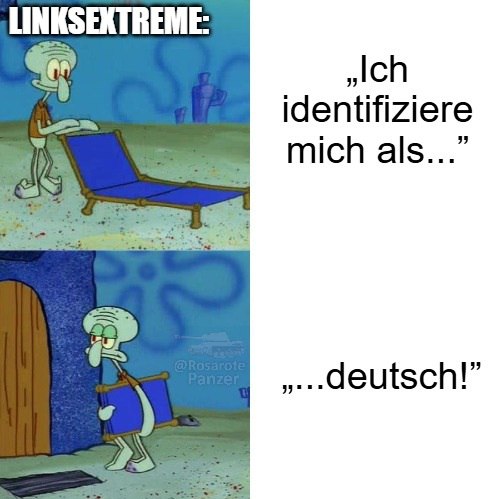 LINKSEXTREME:
„Ich
identifiziere
mich als...”
@Rosarote
Panzer
„...deutsch!”